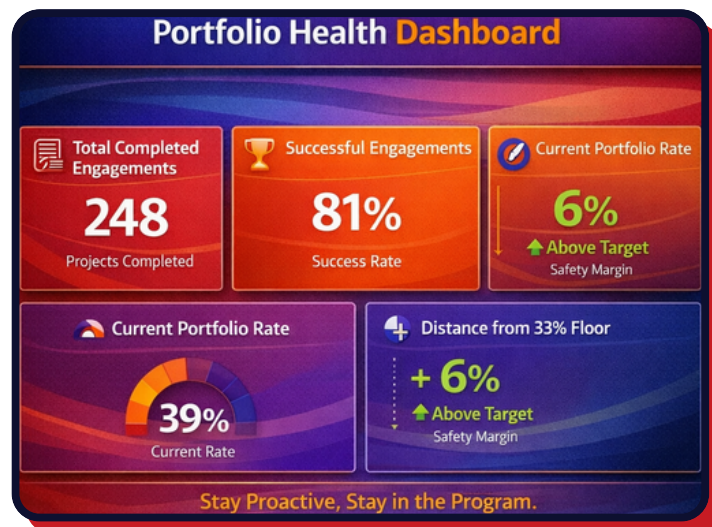 Portfolio Health Dashboard
Total Completed
Engagements
248
Projects Completed
Successful Engagements
81%
Success Rate
Current Portfolio Rate
6%
Above Target
Safety Margin
Current Portfolio Rate
39%
Current Rate
Distance from 33% Floor
+ 6%
Above Target
Safety Margin
Stay Proactive, Stay in the Program.